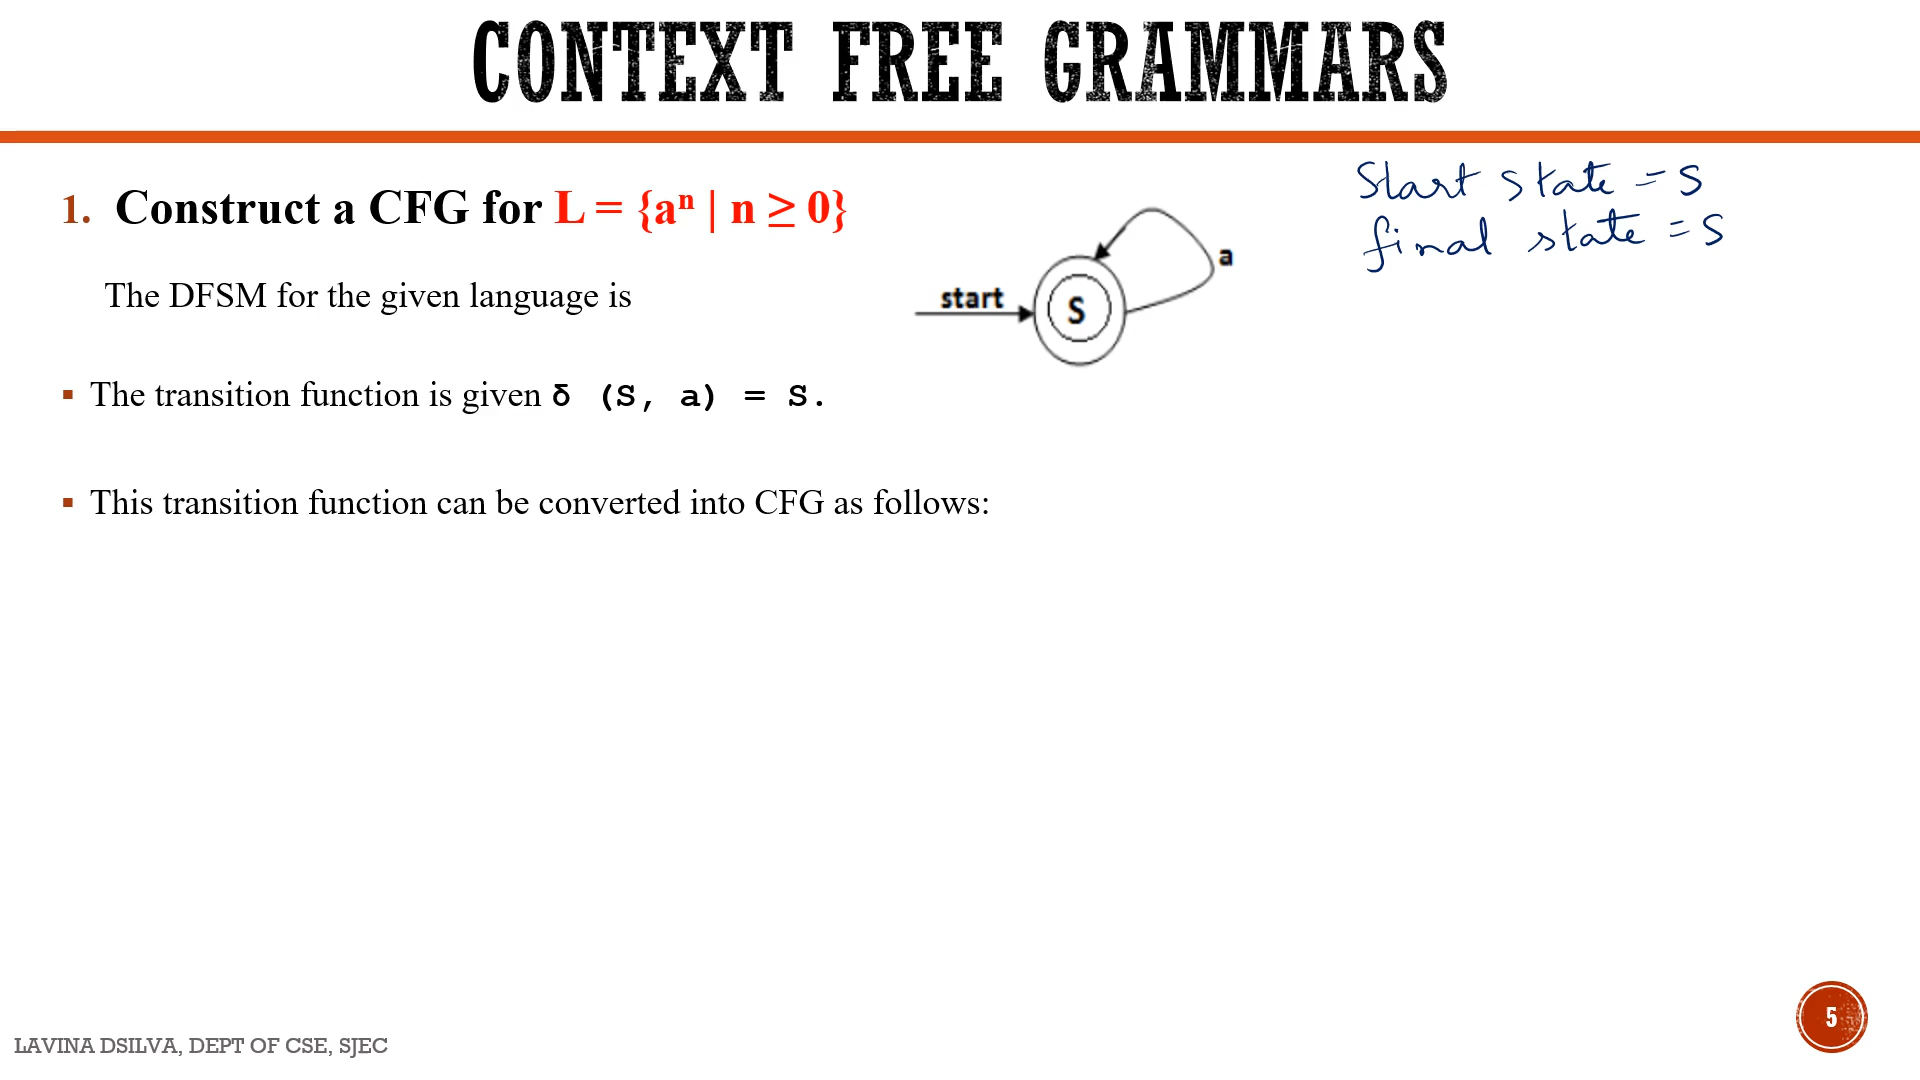 CONTEXT FREE GRAMMARS
1. Construct a CFG for L = {aⁿ | n ≥ 0}
Start state = S
final state = S
The DFSM for the given language is
start
S
a
▪ The transition function is given δ (S, a) = S.
▪ This transition function can be converted into CFG as follows:
5
LAVINA DSILVA, DEPT OF CSE, SJEC